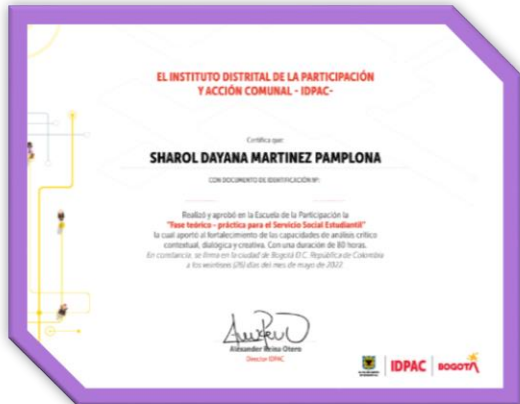 EL INSTITUTO DISTRITAL DE LA PARTICIPACIÓN
Y ACCIÓN COMUNAL - IDPAC-
Certifica que:
SHAROL DAYANA MARTINEZ PAMPLONA
CON DOCUMENTO DE IDENTIFICACIÓN Nº:
Realizó y aprobó en la Escuela de la Participación la
"Fase teórico - práctica para el Servicio Social Estudiantil"
la cual aportó al fortalecimiento de las capacidades de análisis crítico
contextual, dialógica y creativa. Con una duración de 80 horas.
En constancia, se firma en la ciudad de Bogotá D.C. República de Colombia
a los veintiseis (26) días del mes de mayo de 2022
Alexander Reina Otero
Director IDPAC
IDPAC
BOGOTÁ